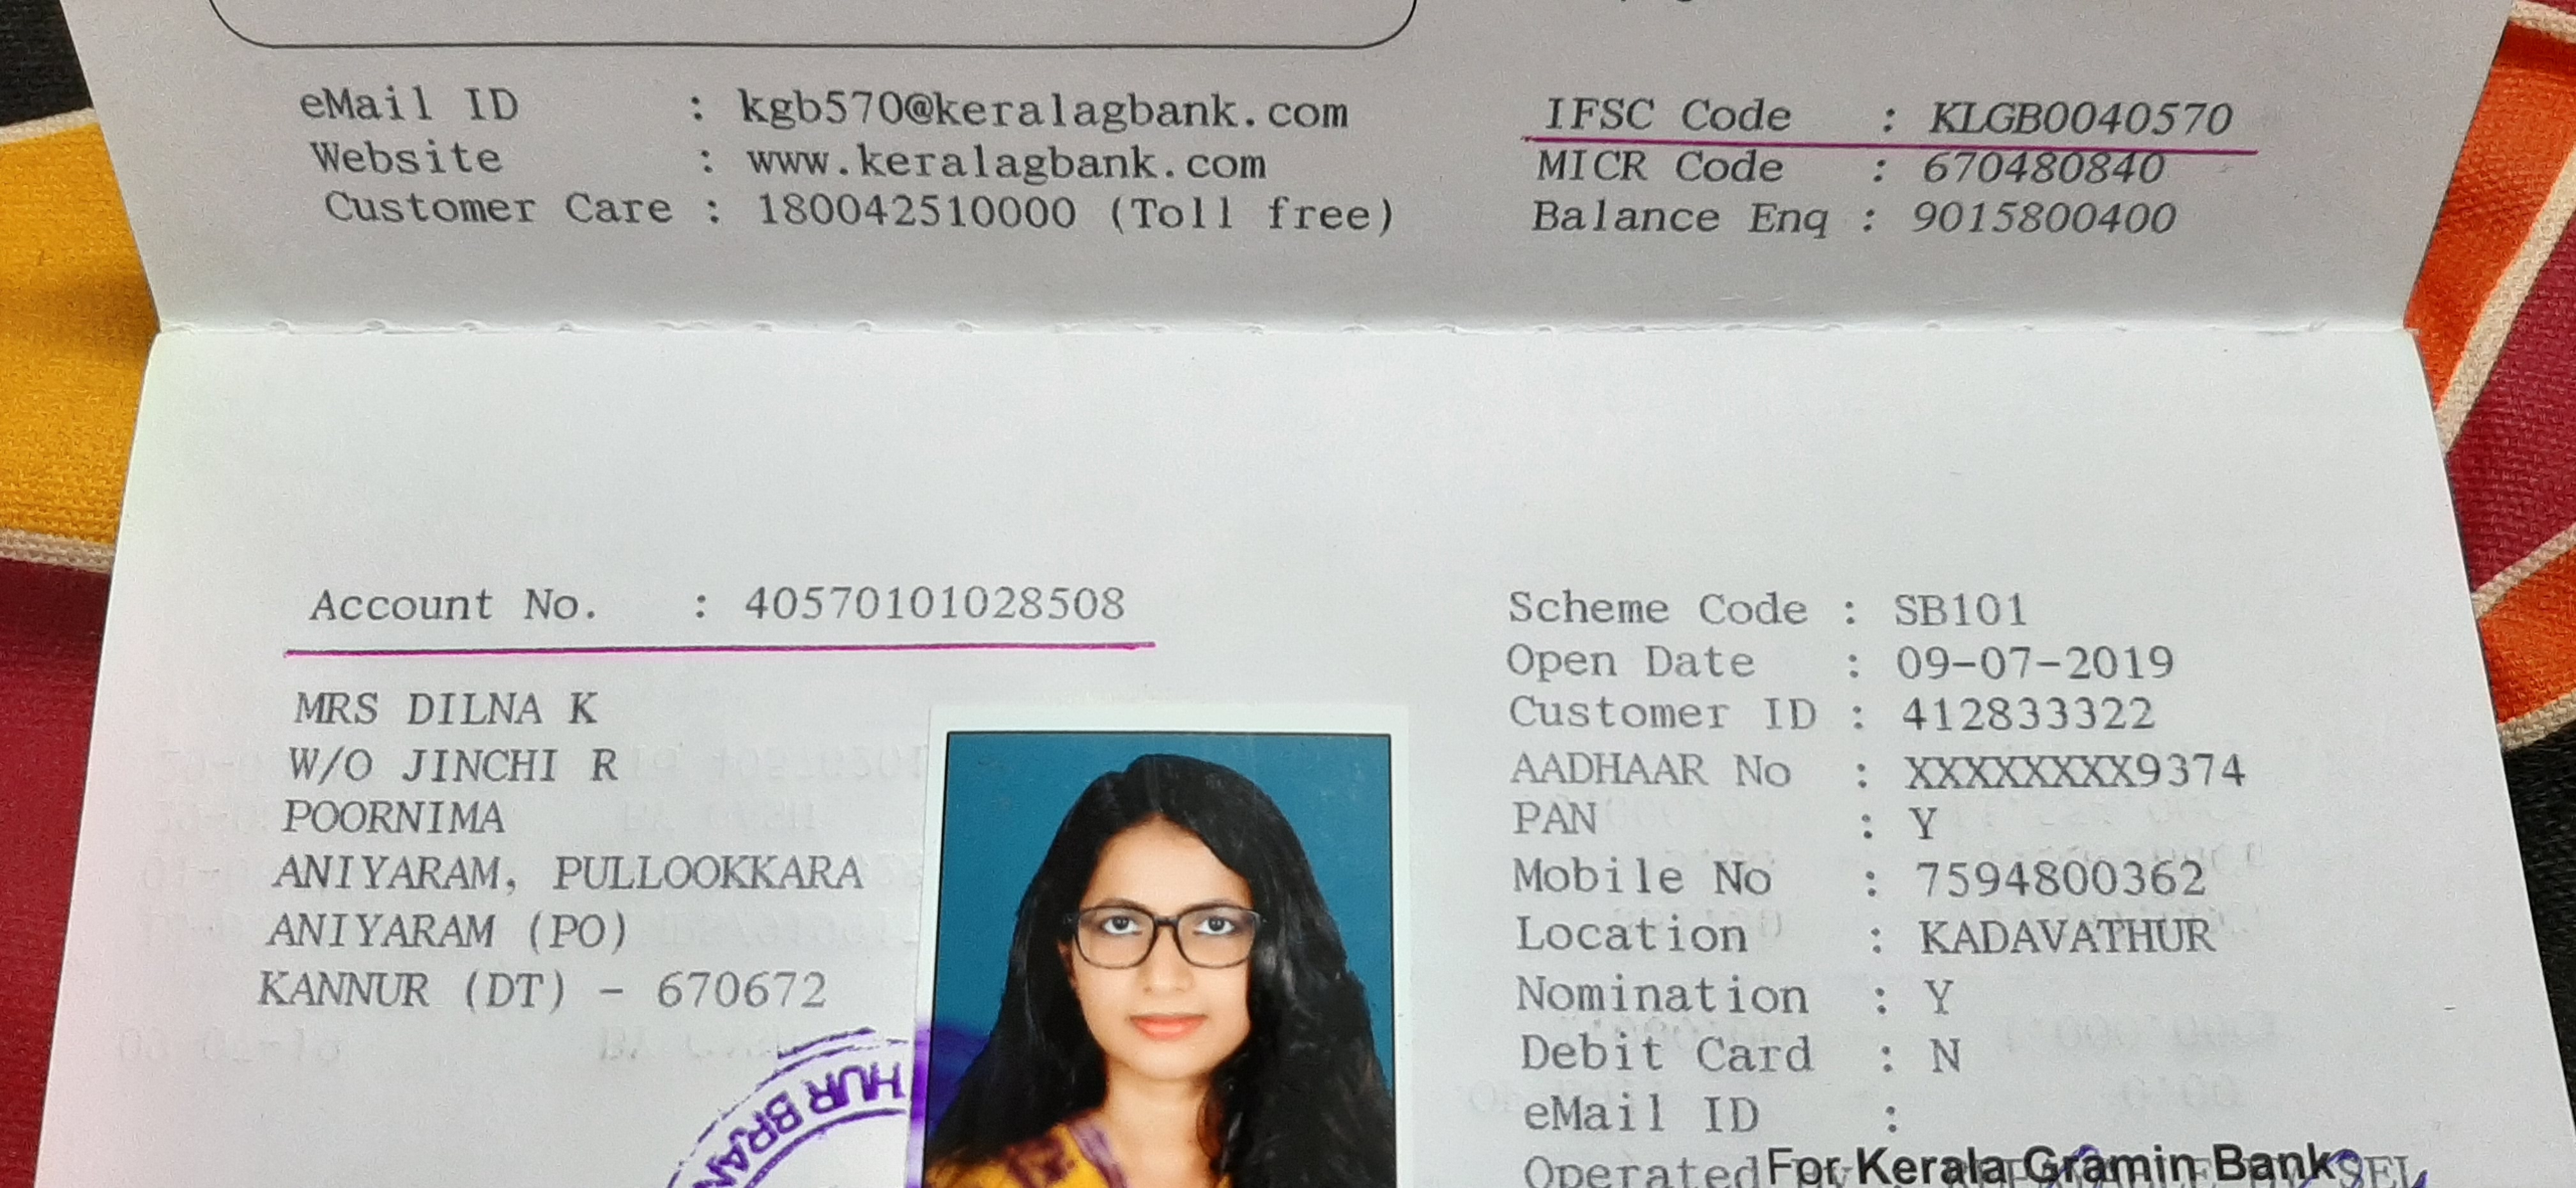 eMail ID : kgb570@keralagbank.com IFSC Code : KLGB0040570
Website : www.keralagbank.com MICR Code : 670480840
Customer Care : 180042510000 (Toll free) Balance Enq : 9015800400
Account No. : 40570101028508 Scheme Code : SB101
Open Date : 09-07-2019
MRS DILNA K Customer ID : 412833322
W/O JINCHI R AADHAAR No : XXXXXXXX9374
POORNIMA PAN : Y
ANIYARAM, PULLOOKKARA Mobile No : 7594800362
ANIYARAM (PO) Location : KADAVATHUR
KANNUR (DT) - 670672 Nomination : Y
Debit Card : N
eMail ID :
HUR BRAN
Operated
For Kerala Gramin Bank